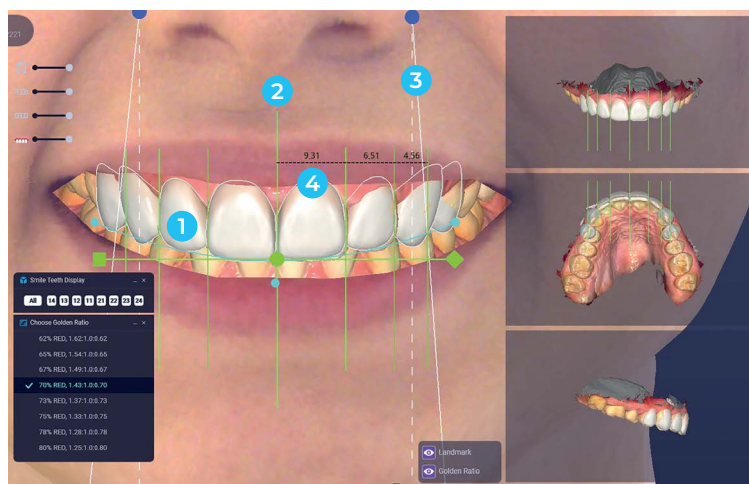 221
2
3
9.31 6.51 4.56
4
1
Smile Teeth Display
All 14 13 12 11 21 22 23 24
Choose Golden Ratio
62% RED, 1.62:1.0:0.62
65% RED, 1.54:1.0:0.65
67% RED, 1.49:1.0:0.67
70% RED, 1.43:1.0:0.70
73% RED, 1.37:1.0:0.73
75% RED, 1.33:1.0:0.75
78% RED, 1.28:1.0:0.78
80% RED, 1.25:1.0:0.80
Landmark
Golden Ratio